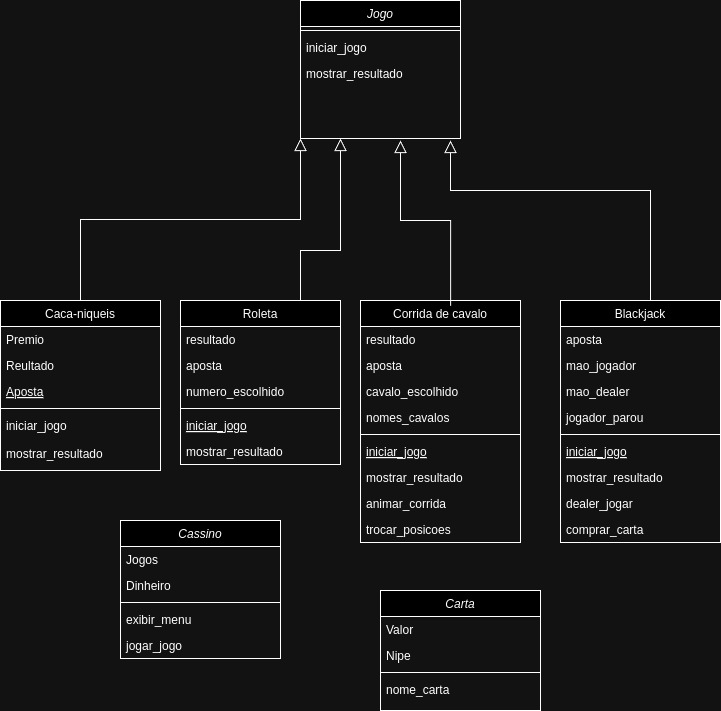 Jogo
iniciar_jogo
mostrar_resultado
Caca-niqueis
Premio
Reultado
Aposta
iniciar_jogo
mostrar_resultado
Roleta
resultado
aposta
numero_escolhido
iniciar_jogo
mostrar_resultado
Corrida de cavalo
resultado
aposta
cavalo_escolhido
nomes_cavalos
iniciar_jogo
mostrar_resultado
animar_corrida
trocar_posicoes
Blackjack
aposta
mao_jogador
mao_dealer
jogador_parou
iniciar_jogo
mostrar_resultado
dealer_jogar
comprar_carta
Cassino
Jogos
Dinheiro
exibir_menu
jogar_jogo
Carta
Valor
Nipe
nome_carta